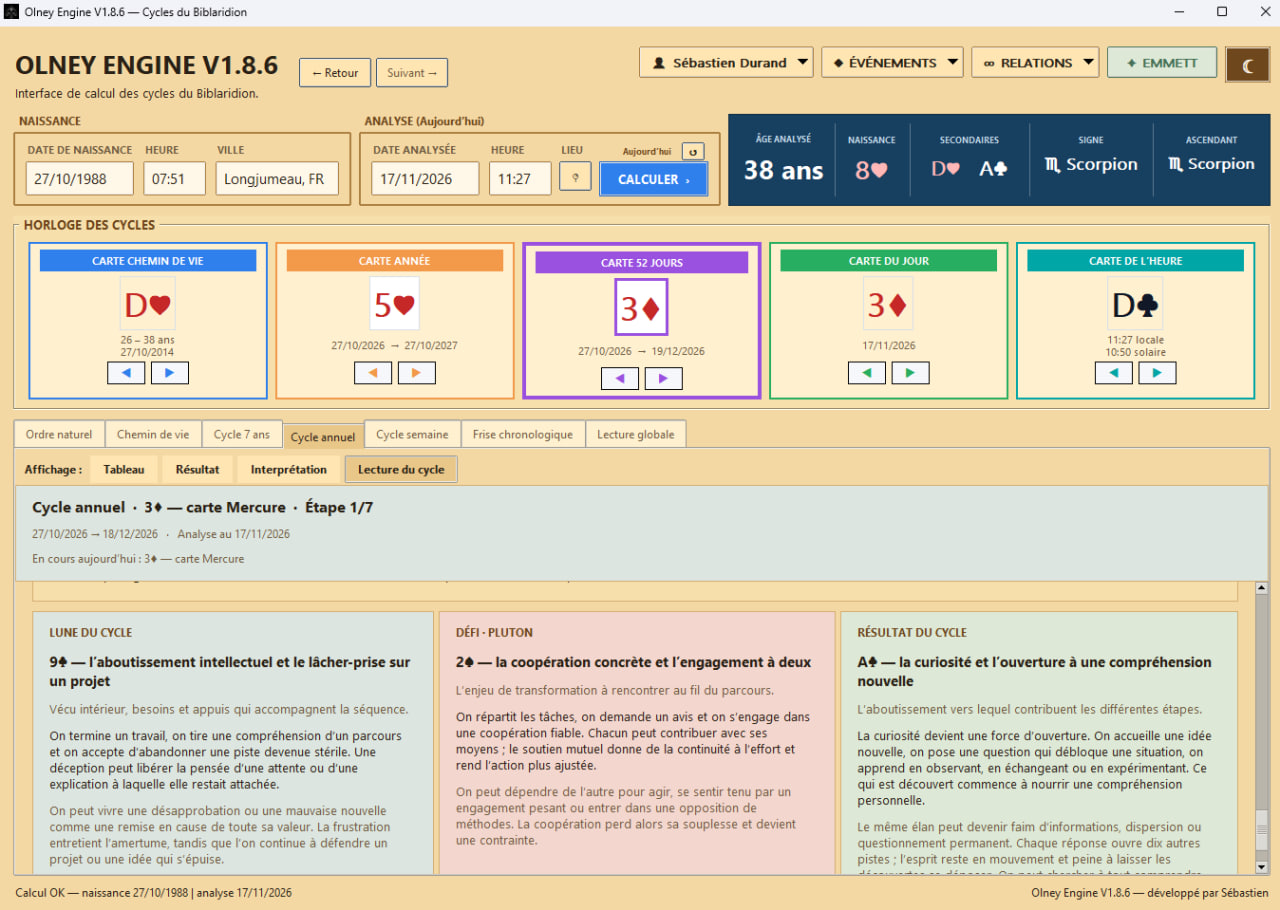 Olney Engine V1.8.6 — Cycles du Biblaridion
OLNEY ENGINE V1.8.6
← Retour
Suivant →
Sébastien Durand
ÉVÉNEMENTS
∞ RELATIONS
EMMETT
Interface de calcul des cycles du Biblaridion.
NAISSANCE
DATE DE NAISSANCE HEURE VILLE
27/10/1988 07:51 Longjumeau, FR
ANALYSE (Aujourd'hui)
DATE ANALYSÉE HEURE LIEU Aujourd'hui ↺
17/11/2026 11:27 CALCULER ›
ÂGE ANALYSÉ NAISSANCE SECONDAIRES SIGNE ASCENDANT
38 ans 8♥ D♥ A♣ ♏ Scorpion ♏ Scorpion
HORLOGE DES CYCLES
CARTE CHEMIN DE VIE
D♥
26 – 38 ans
27/10/2014
CARTE ANNÉE
5♥
27/10/2026 → 27/10/2027
CARTE 52 JOURS
3♦
27/10/2026 → 19/12/2026
CARTE DU JOUR
3♦
17/11/2026
CARTE DE L'HEURE
D♣
11:27 locale
10:50 solaire
Ordre naturel Chemin de vie Cycle 7 ans Cycle annuel Cycle semaine Frise chronologique Lecture globale
Affichage : Tableau Résultat Interprétation Lecture du cycle
Cycle annuel · 3♦ — carte Mercure · Étape 1/7
27/10/2026 → 18/12/2026 · Analyse au 17/11/2026
En cours aujourd'hui : 3♦ — carte Mercure
LUNE DU CYCLE
9♣ — l'aboutissement intellectuel et le lâcher-prise sur
un projet
Vécu intérieur, besoins et appuis qui accompagnent la séquence.
On termine un travail, on tire une compréhension d'un parcours
et on accepte d'abandonner une piste devenue stérile. Une
déception peut libérer la pensée d'une attente ou d'une
explication à laquelle elle restait attachée.
On peut vivre une désapprobation ou une mauvaise nouvelle
comme une remise en cause de toute sa valeur. La frustration
entretient l'amertume, tandis que l'on continue à défendre un
projet ou une idée qui s'épuise.
DÉFI · PLUTON
2♠ — la coopération concrète et l'engagement à deux
L'enjeu de transformation à rencontrer au fil du parcours.
On répartit les tâches, on demande un avis et on s'engage dans
une coopération fiable. Chacun peut contribuer avec ses
moyens ; le soutien mutuel donne de la continuité à l'effort et
rend l'action plus ajustée.
On peut dépendre de l'autre pour agir, se sentir tenu par un
engagement pesant ou entrer dans une opposition de
méthodes. La coopération perd alors sa souplesse et devient
une contrainte.
RÉSULTAT DU CYCLE
A♣ — la curiosité et l'ouverture à une compréhension
nouvelle
L'aboutissement vers lequel contribuent les différentes étapes.
La curiosité devient une force d'ouverture. On accueille une idée
nouvelle, on pose une question qui débloque une situation, on
apprend en observant, en échangeant ou en expérimentant. Ce
qui est découvert commence à nourrir une compréhension
personnelle.
Le même élan peut devenir faim d'informations, dispersion ou
questionnement permanent. Chaque réponse ouvre dix autres
pistes ; l'esprit reste en mouvement et peine à laisser les
Calcul OK — naissance 27/10/1988 | analyse 17/11/2026
Olney Engine V1.8.6 — développé par Sébastien